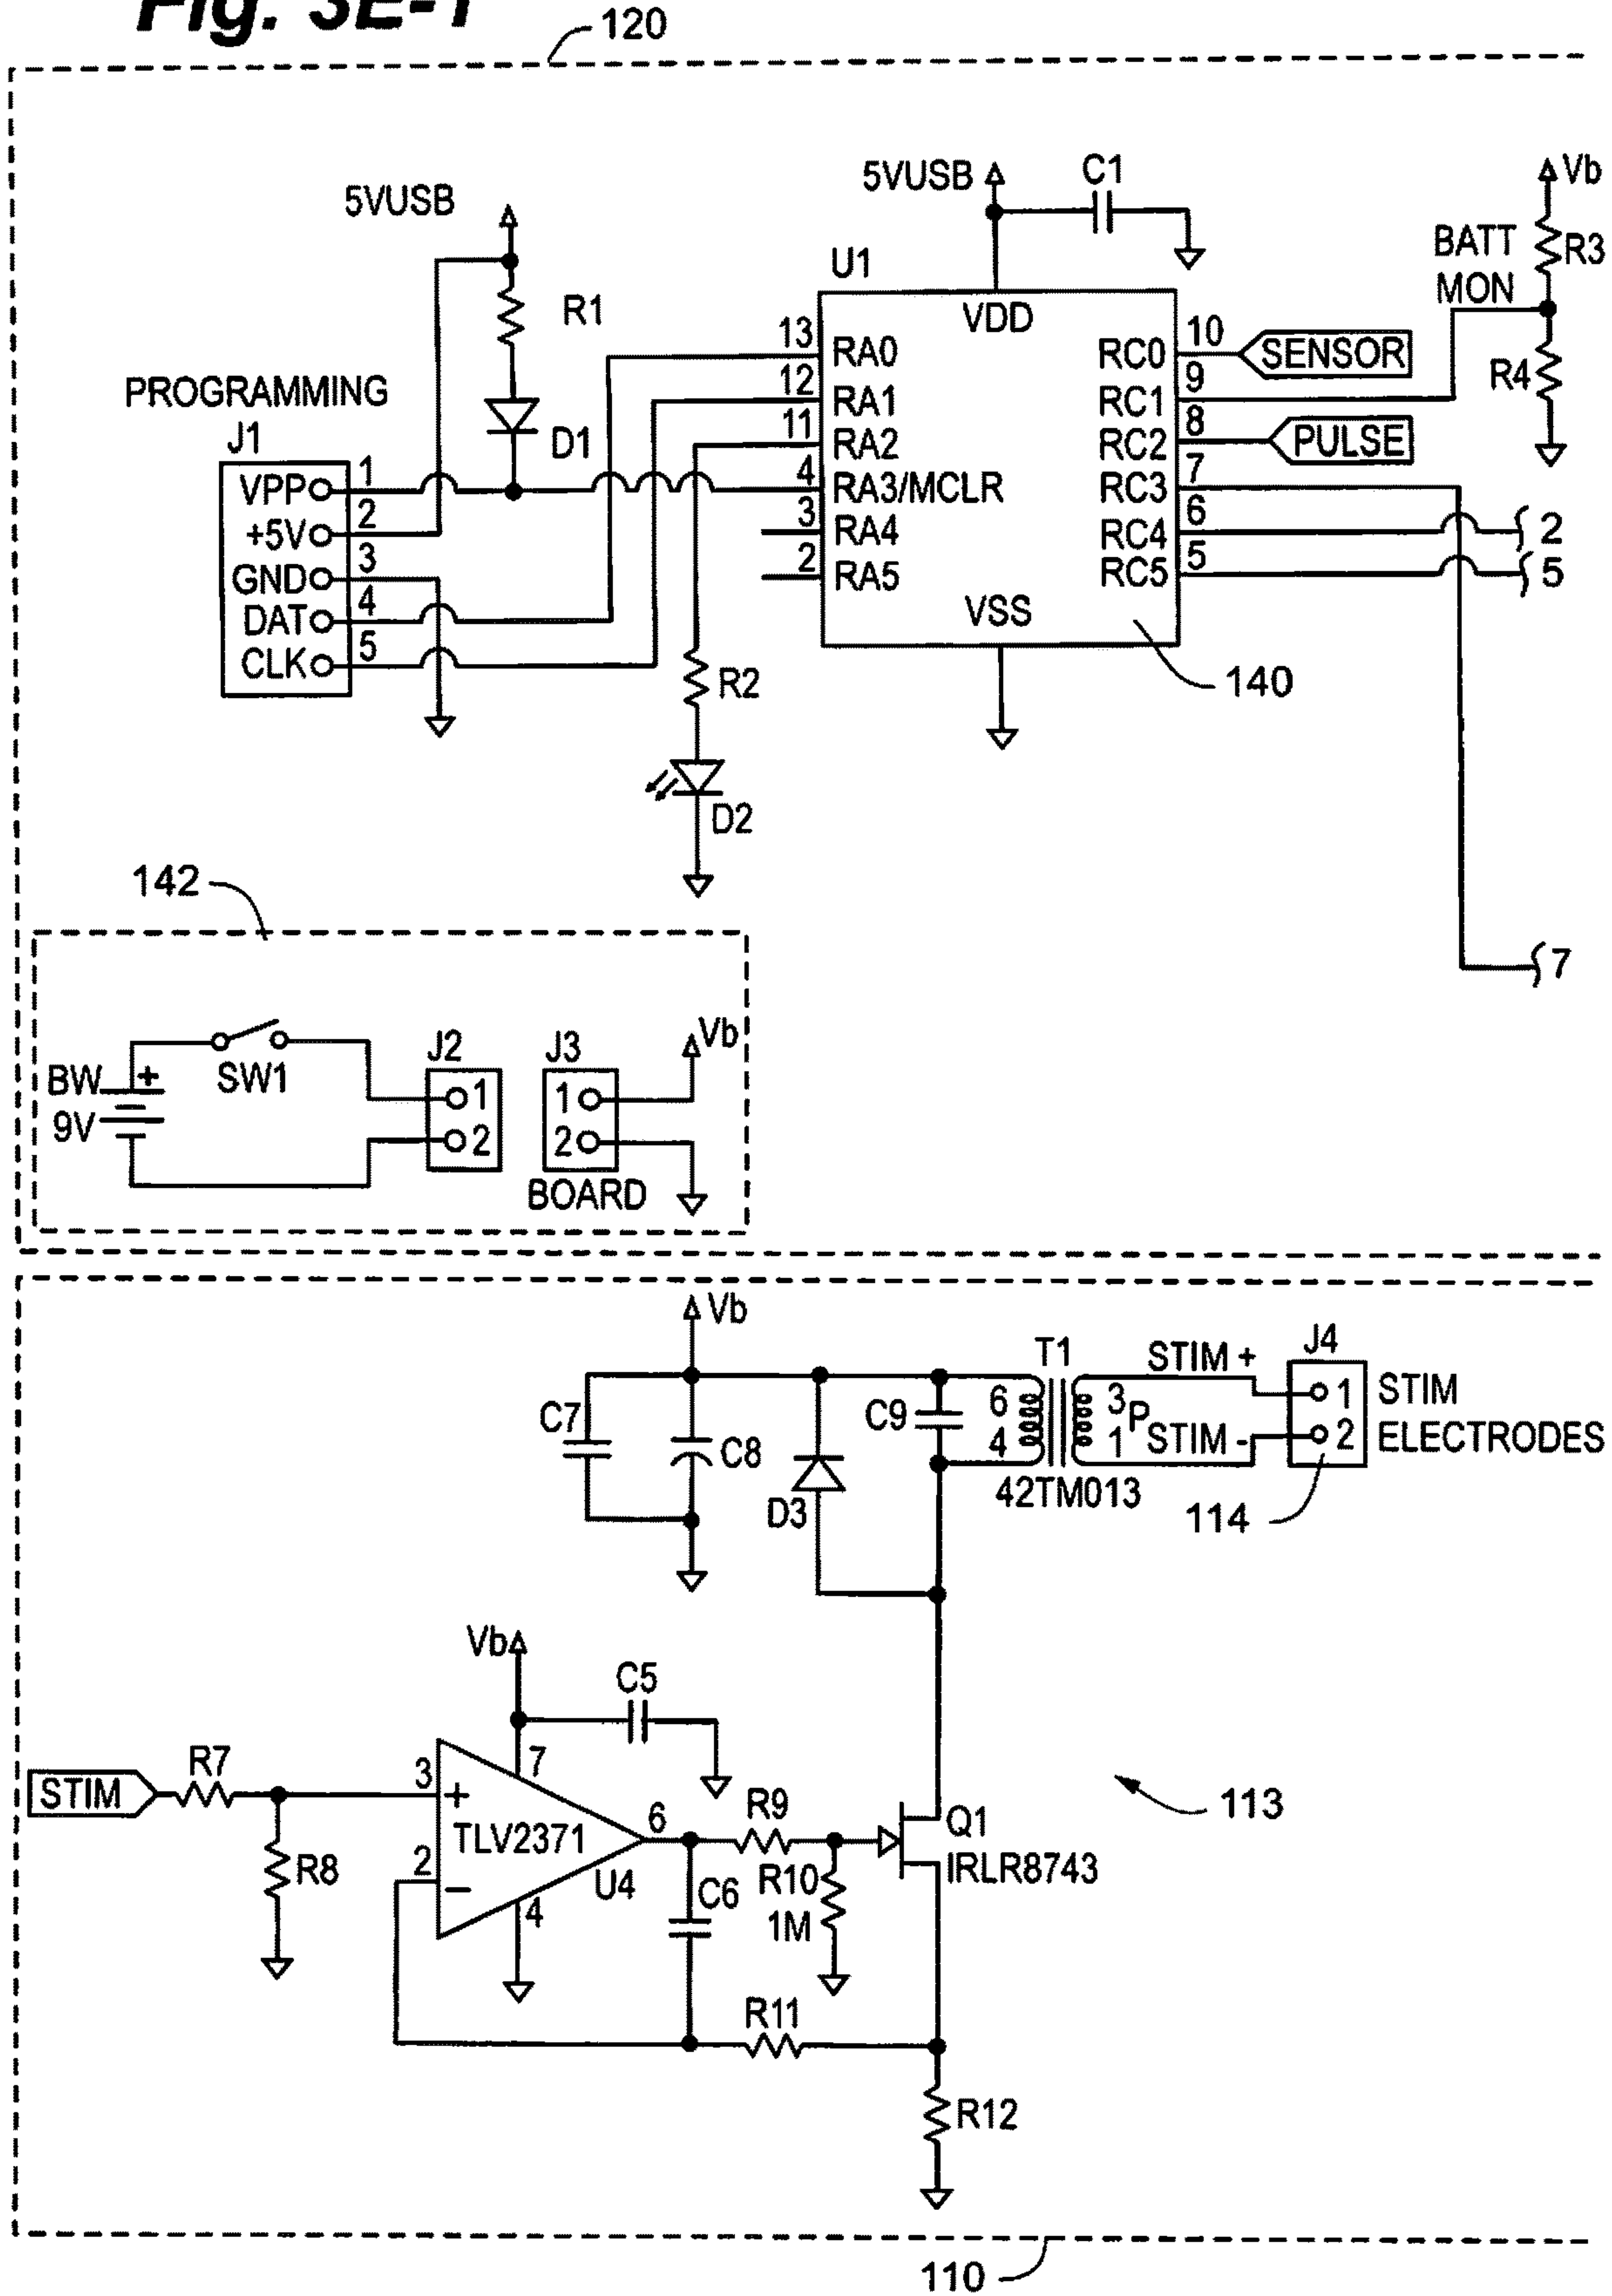 Fig. 3E-1
120
5VUSB
R1
D1
PROGRAMMING
J1
VPP 1
+5V 2
GND 3
DAT 4
CLK 5
5VUSB
C1
U1
VDD
13 RA0
12 RA1
11 RA2
4 RA3/MCLR
3 RA4
2 RA5
VSS
RC0 10 SENSOR
RC1 9
RC2 8 PULSE
RC3 7
RC4 6 2
RC5 5 5
Vb
BATT
MON
R3
R4
140
R2
D2
7
142
BW +
9V
SW1
J2
1
2
J3
1
2
BOARD
Vb
Vb
C7
C8
D3
C9
T1
6
4
3
1
P
42TM013
STIM +
STIM -
J4
1
2
STIM
ELECTRODES
114
Vb
C5
STIM
R7
R8
3 +
2 -
7
TLV2371
U4
4
6
C6
R9
R10
1M
Q1
IRLR8743
113
R11
R12
110